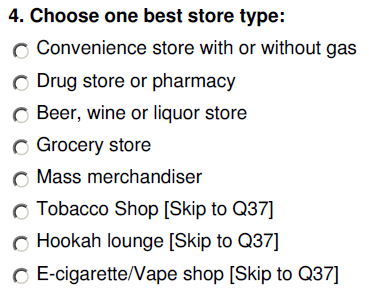 4. Choose one best store type:
Convenience store with or without gas
Drug store or pharmacy
Beer, wine or liquor store
Grocery store
Mass merchandiser
Tobacco Shop [Skip to Q37]
Hookah lounge [Skip to Q37]
E-cigarette/Vape shop [Skip to Q37]